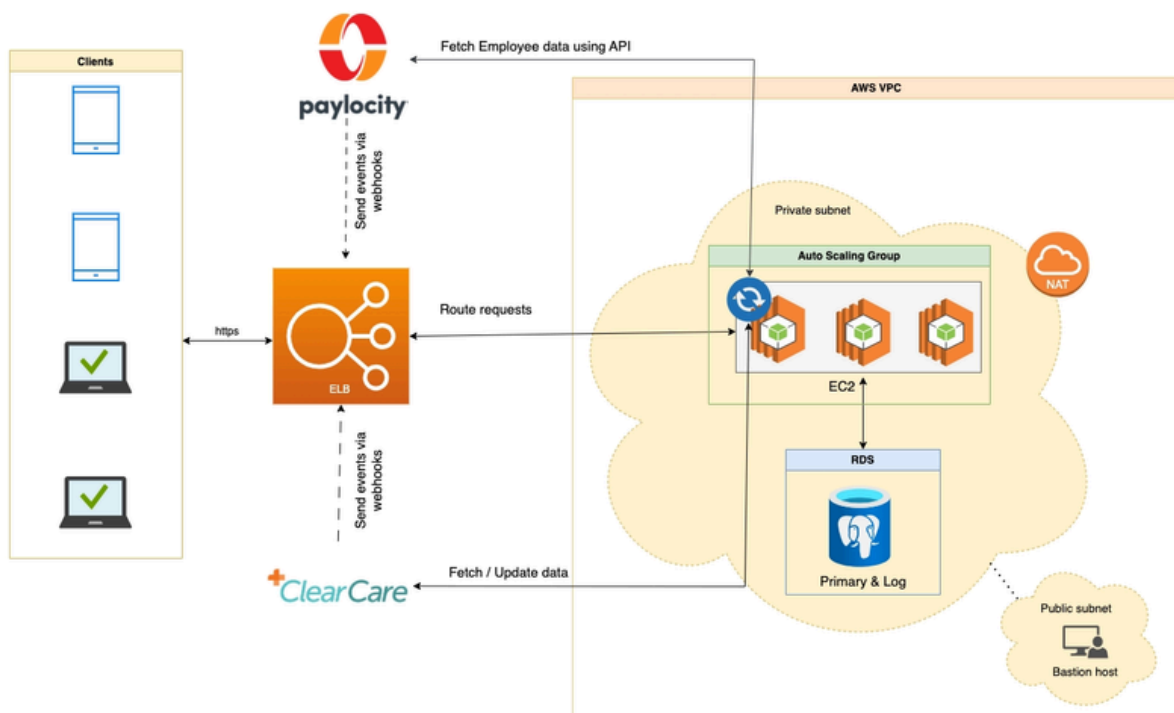 Clients
paylocity
Fetch Employee data using API
AWS VPC
Send events via
webhooks
Private subnet
Auto Scaling Group
NAT
https
ELB
Route requests
EC2
RDS
Primary & Log
Send events via
webhooks
ClearCare
Fetch / Update data
Public subnet
Bastion host